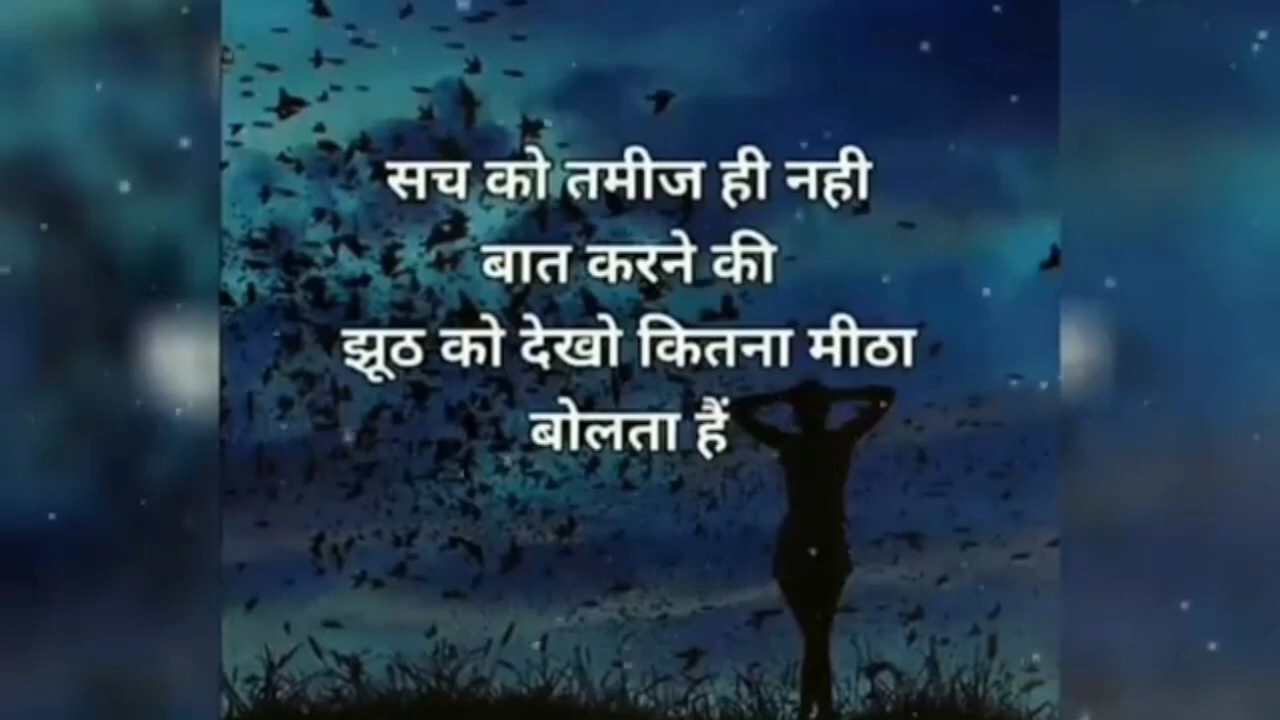 सच को तमीज ही नही
बात करने की
झूठ को देखो कितना मीठा
बोलता हैं